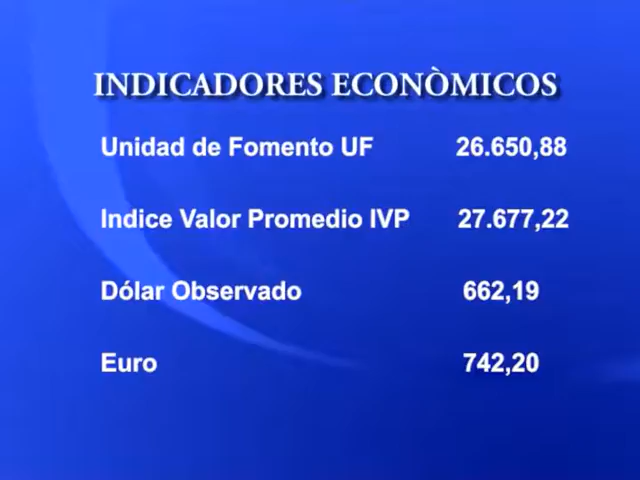 INDICADORES ECONÒMICOS
Unidad de Fomento UF 26.650,88
Indice Valor Promedio IVP 27.677,22
Dólar Observado 662,19
Euro 742,20